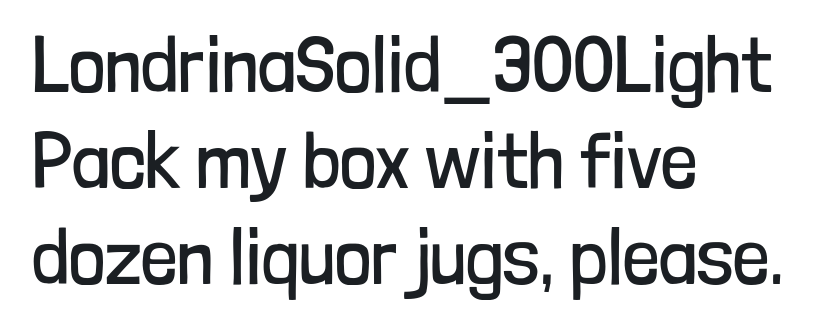 LondrinaSolid_300Light
Pack my box with five
dozen liquor jugs, please.